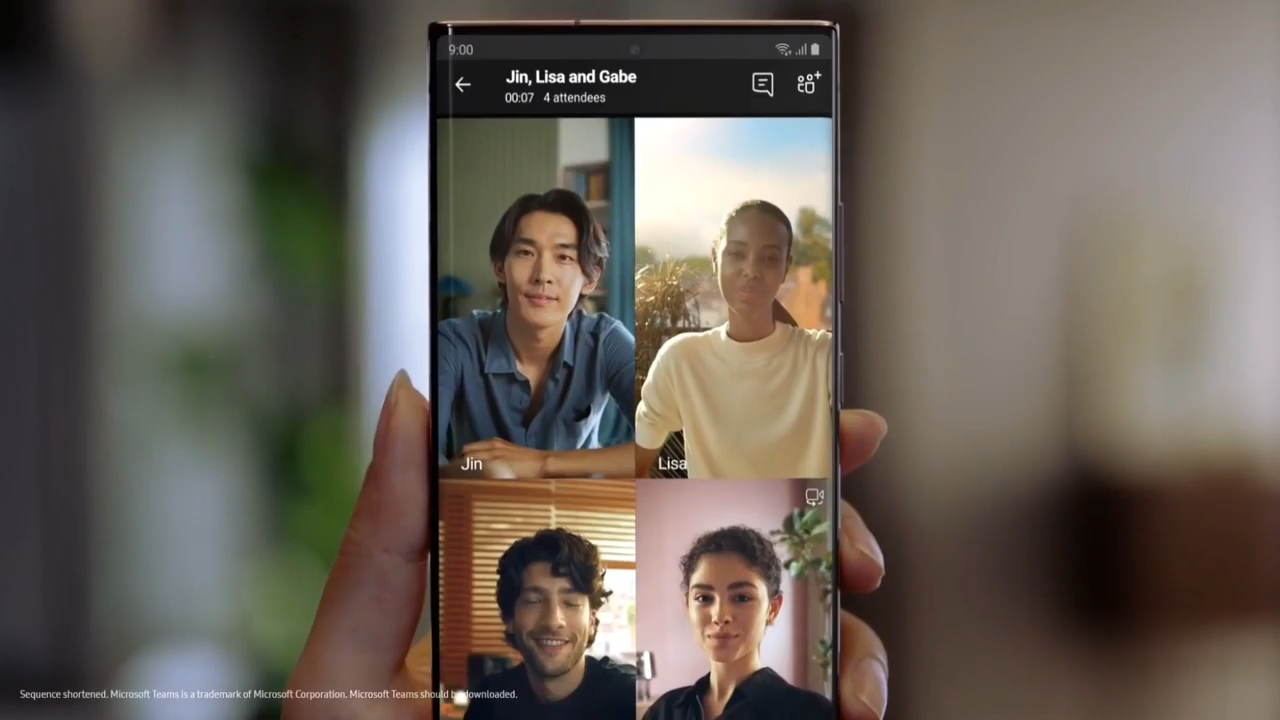 9:00
Jin, Lisa and Gabe
00:07 4 attendees
Jin
Lisa
Sequence shortened. Microsoft Teams is a trademark of Microsoft Corporation. Microsoft Teams should be downloaded.